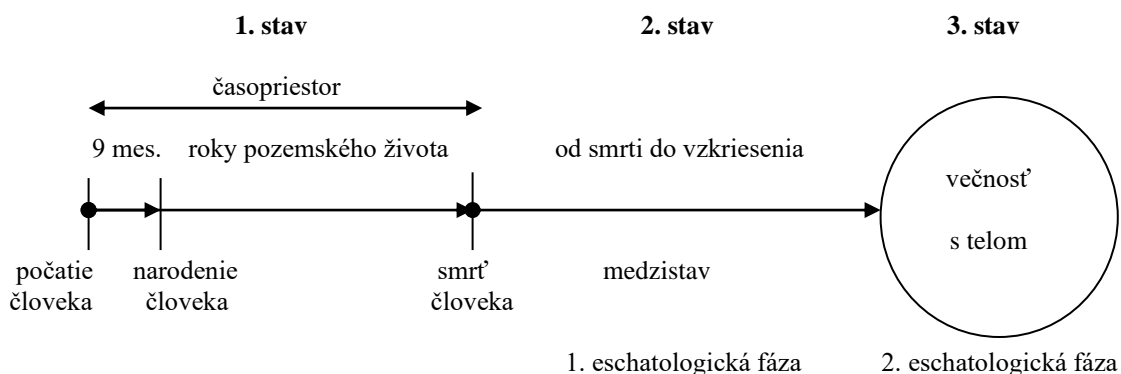 1. stav 2. stav 3. stav
časopriestor
9 mes. roky pozemského života od smrti do vzkriesenia
večnosť
s telom
počatie narodenie smrť medzistav
človeka človeka človeka
1. eschatologická fáza 2. eschatologická fáza